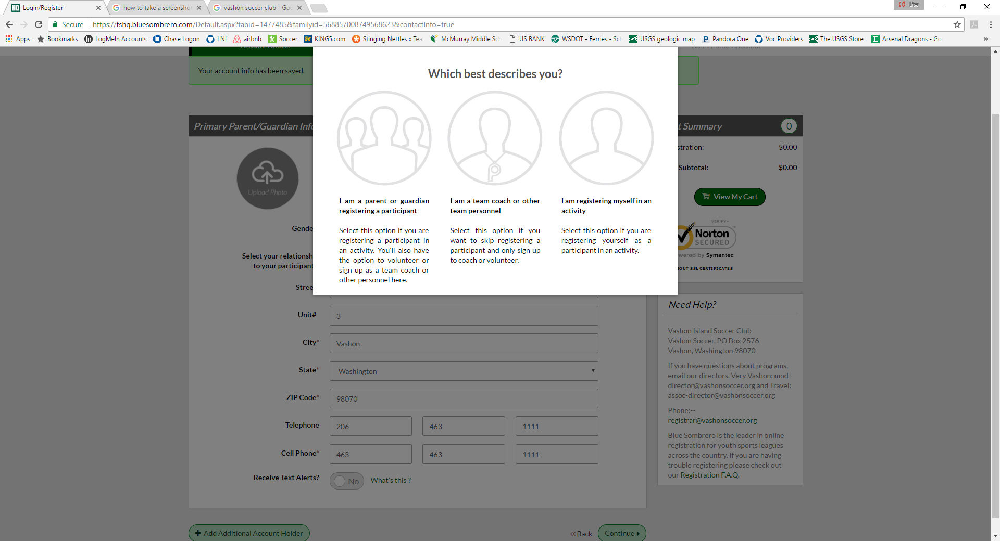 Login/Register
how to take a screenshot
vashon soccer club - Goo
Lisa
Secure
https://tshq.bluesombrero.com/Default.aspx?tabid=1477485&familyid=568857008749568623&contactInfo=true
Apps
Bookmarks
LogMeIn Accounts
Chase Logon
LNI
airbnb
Soccer
KING5.com
Stinging Nettles :: Tea
McMurray Middle Sch
US BANK
WSDOT - Ferries - Sch
USGS geologic map
Pandora One
Voc Providers
The USGS Store
Arsenal Dragons - Go
»
Account Details
Confirm and Checkout
Your account info has been saved.
Which best describes you?
I am a parent or guardian
registering a participant
Select this option if you are
registering a participant in
an activity. You'll also have
the option to volunteer or
sign up as a team coach or
other personnel here.
I am a team coach or other
team personnel
Select this option if you
want to skip registering a
participant and only sign up
to coach or volunteer.
I am registering myself in an
activity
Select this option if you are
registering yourself as a
participant in an activity.
Primary Parent/Guardian Info
Upload Photo
Gende
Select your relationsh
to your participant
Stree
Unit#
3
City*
Vashon
State*
Washington
ZIP Code*
98070
Telephone
206
463
1111
Cell Phone*
463
463
1111
Receive Text Alerts?
No
What's this ?
Add Additional Account Holder
Back
Continue
t Summary
0
stration:
$0.00
Subtotal:
$0.00
View My Cart
VERIFY
Norton
SECURED
wered by Symantec
BOUT SSL CERTIFICATES
Need Help?
Vashon Island Soccer Club
Vashon Soccer, PO Box 2576
Vashon, Washington 98070
If you have questions about programs,
email our directors. Very Vashon: mod-
director@vashonsoccer.org and Travel:
assoc-director@vashonsoccer.org
Phone:--
registrar@vashonsoccer.org
Blue Sombrero is the leader in online
registration for youth sports leagues
across the country. If you are having
trouble registering please check out
our Registration F.A.Q.